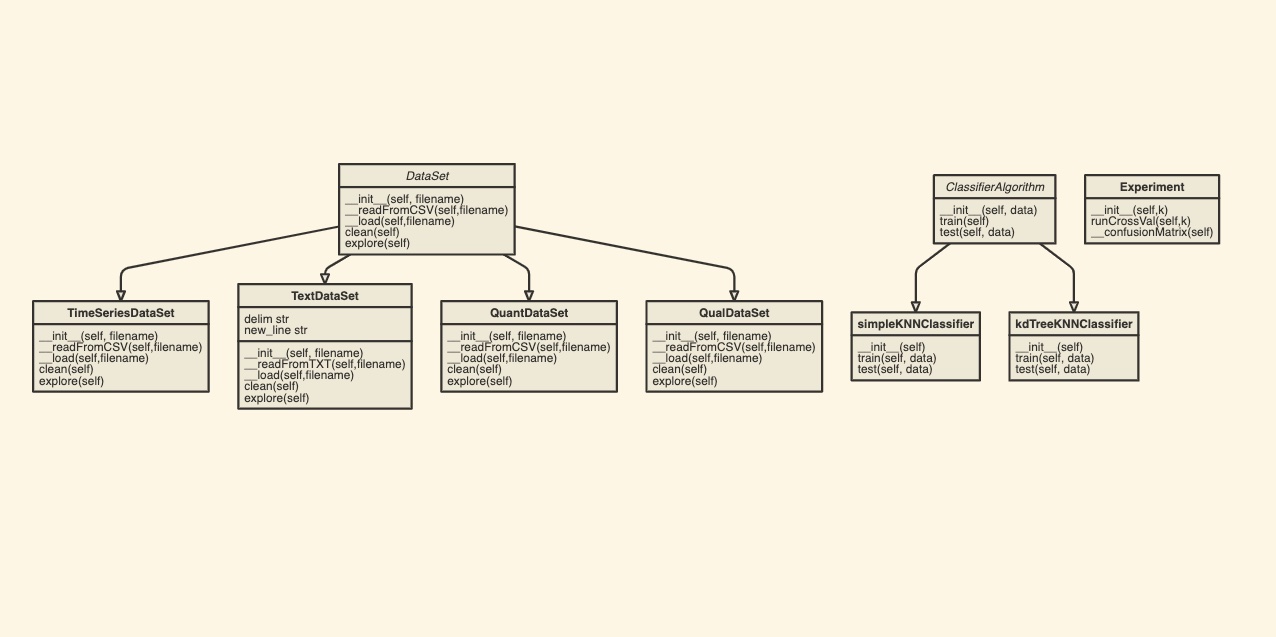 DataSet
__init__(self, filename)
__readFromCSV(self,filename)
__load(self,filename)
clean(self)
explore(self)
ClassifierAlgorithm
__init__(self, data)
train(self)
test(self, data)
Experiment
__init__(self,k)
runCrossVal(self,k)
__confusionMatrix(self)
TimeSeriesDataSet
__init__(self, filename)
__readFromCSV(self,filename)
__load(self,filename)
clean(self)
explore(self)
TextDataSet
delim str
new_line str
__init__(self, filename)
__readFromTXT(self,filename)
__load(self,filename)
clean(self)
explore(self)
QuantDataSet
__init__(self, filename)
__readFromCSV(self,filename)
__load(self,filename)
clean(self)
explore(self)
QualDataSet
__init__(self, filename)
__readFromCSV(self,filename)
__load(self,filename)
clean(self)
explore(self)
simpleKNNClassifier
__init__(self)
train(self, data)
test(self, data)
kdTreeKNNClassifier
__init__(self)
train(self, data)
test(self, data)